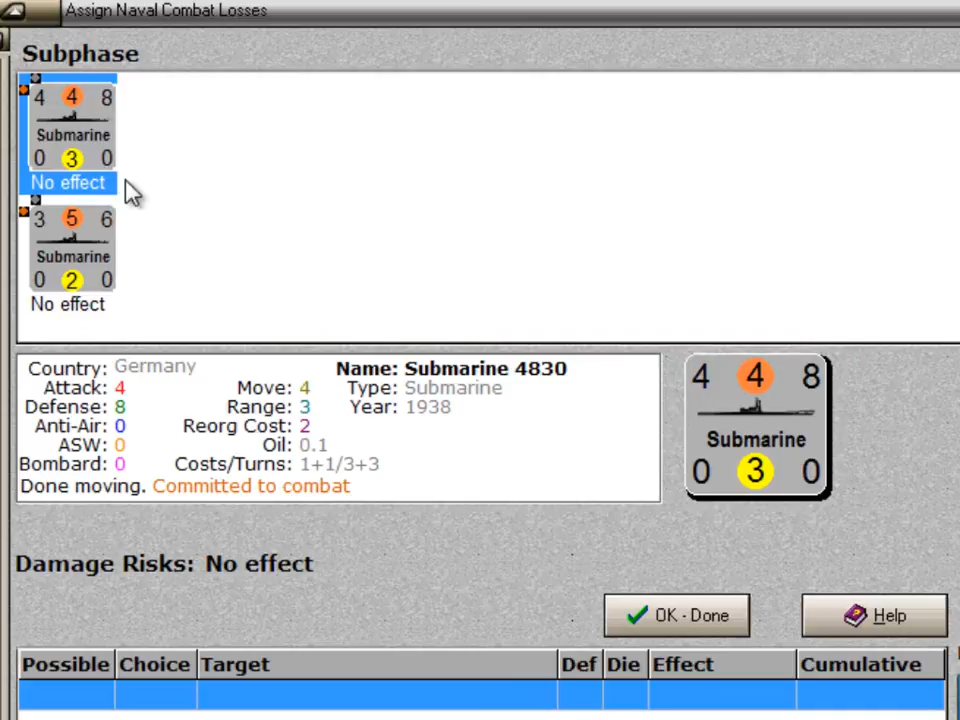 Assign Naval Combat Losses
Subphase
4 4 8
Submarine
0 3 0
No effect
3 5 6
Submarine
0 2 0
No effect
Country: Germany Name: Submarine 4830
Attack: 4 Move: 4 Type: Submarine
Defense: 8 Range: 3 Year: 1938
Anti-Air: 0 Reorg Cost: 2
ASW: 0 Oil: 0.1
Bombard: 0 Costs/Turns: 1+1/3+3
Done moving. Committed to combat
4 4 8
Submarine
0 3 0
Damage Risks: No effect
OK - Done Help
Possible Choice Target Def Die Effect Cumulative